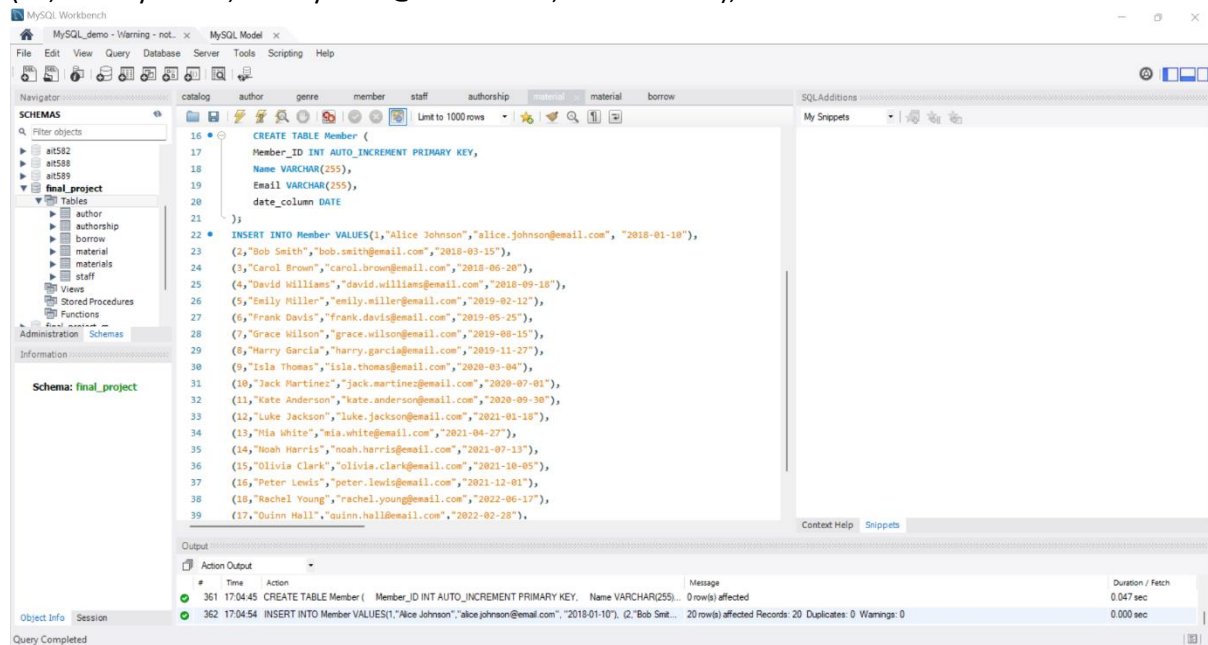 MySQL Workbench
MySQL_demo - Warning - not... × MySQL Model ×
File Edit View Query Database Server Tools Scripting Help
Navigator
catalog author genre member staff authorship material × material borrow
SQLAdditions
SCHEMAS
Limit to 1000 rows
My Snippets
Filter objects
ait582
ait588
ait589
final_project
Tables
author
authorship
borrow
material
materials
staff
Views
Stored Procedures
Functions
Administration Schemas
Information
Schema: final_project
16 CREATE TABLE Member (
17 Member_ID INT AUTO_INCREMENT PRIMARY KEY,
18 Name VARCHAR(255),
19 Email VARCHAR(255),
20 date_column DATE
21 );
22 INSERT INTO Member VALUES(1,"Alice Johnson","alice.johnson@email.com", "2018-01-10"),
23 (2,"Bob Smith","bob.smith@email.com","2018-03-15"),
24 (3,"Carol Brown","carol.brown@email.com","2018-06-20"),
25 (4,"David Williams","david.williams@email.com","2018-09-18"),
26 (5,"Emily Miller","emily.miller@email.com","2019-02-12"),
27 (6,"Frank Davis","frank.davis@email.com","2019-05-25"),
28 (7,"Grace Wilson","grace.wilson@email.com","2019-08-15"),
29 (8,"Harry Garcia","harry.garcia@email.com","2019-11-27"),
30 (9,"Isla Thomas","isla.thomas@email.com","2020-03-04"),
31 (10,"Jack Martinez","jack.martinez@email.com","2020-07-01"),
32 (11,"Kate Anderson","kate.anderson@email.com","2020-09-30"),
33 (12,"Luke Jackson","luke.jackson@email.com","2021-01-18"),
34 (13,"Mia White","mia.white@email.com","2021-04-27"),
35 (14,"Noah Harris","noah.harris@email.com","2021-07-13"),
36 (15,"Olivia Clark","olivia.clark@email.com","2021-10-05"),
37 (16,"Peter Lewis","peter.lewis@email.com","2021-12-01"),
38 (18,"Rachel Young","rachel.young@email.com","2022-06-17"),
39 (17,"Quinn Hall","quinn.hall@email.com","2022-02-28"),
Context Help Snippets
Output
Action Output
# Time Action Message Duration / Fetch
361 17:04:45 CREATE TABLE Member ( Member_ID INT AUTO_INCREMENT PRIMARY KEY, Name VARCHAR(255)... 0 row(s) affected 0.047 sec
362 17:04:54 INSERT INTO Member VALUES(1,"Alice Johnson","alice.johnson@email.com", "2018-01-10"), (2,"Bob Smit... 20 row(s) affected Records: 20 Duplicates: 0 Warnings: 0 0.000 sec
Object Info Session
Query Completed